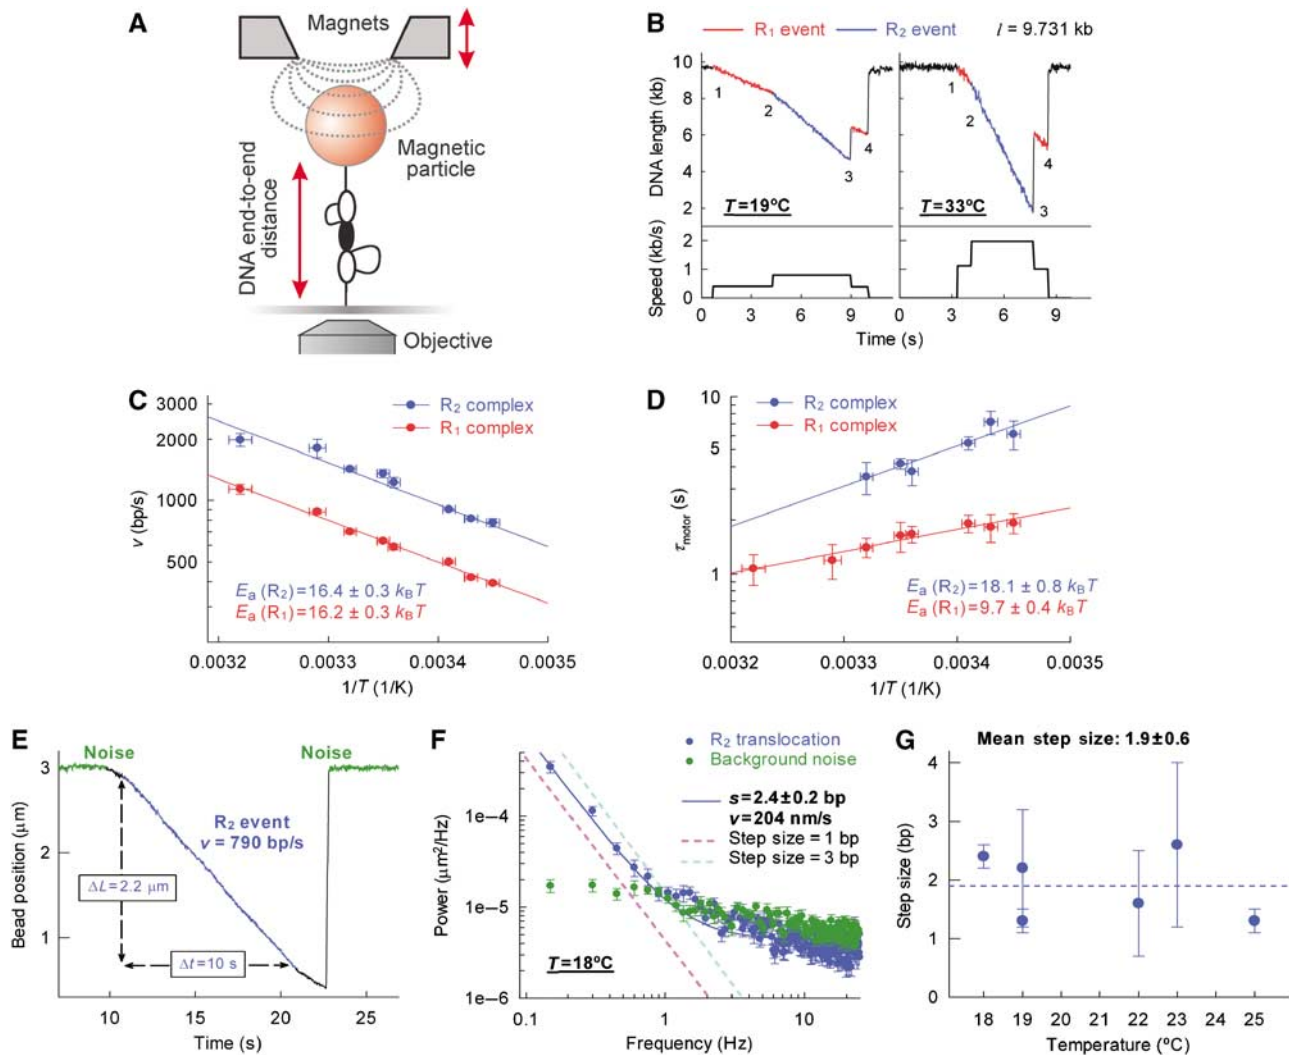 A
Magnets
Magnetic
particle
DNA end-to-end
distance
Objective
B
R1 event
R2 event
l = 9.731 kb
DNA length (kb)
10
8
6
4
2
1
2
3
4
T=19ºC
1
2
3
4
T=33ºC
Speed (kb/s)
2
1
0
0 3 6 9
0 3 6 9
Time (s)
C
R2 complex
R1 complex
v (bp/s)
3000
2000
1000
500
Ea (R2)=16.4 ± 0.3 kBT
Ea (R1)=16.2 ± 0.3 kBT
0.0032 0.0033 0.0034 0.0035
1/T (1/K)
D
R2 complex
R1 complex
τmotor (s)
10
5
1
Ea (R2)=18.1 ± 0.8 kBT
Ea (R1)=9.7 ± 0.4 kBT
0.0032 0.0033 0.0034 0.0035
1/T (1/K)
E
Noise
Noise
Bead position (μm)
3
2
1
R2 event
v = 790 bp/s
ΔL=2.2 μm
Δt=10 s
10 15 20 25
Time (s)
F
R2 translocation
Background noise
s=2.4±0.2 bp
v=204 nm/s
Step size = 1 bp
Step size = 3 bp
Power (μm²/Hz)
1e–4
1e–5
1e–6
T=18ºC
0.1 1 10
Frequency (Hz)
G
Mean step size: 1.9±0.6
Step size (bp)
4
3
2
1
0
18 19 20 21 22 23 24 25
Temperature (ºC)